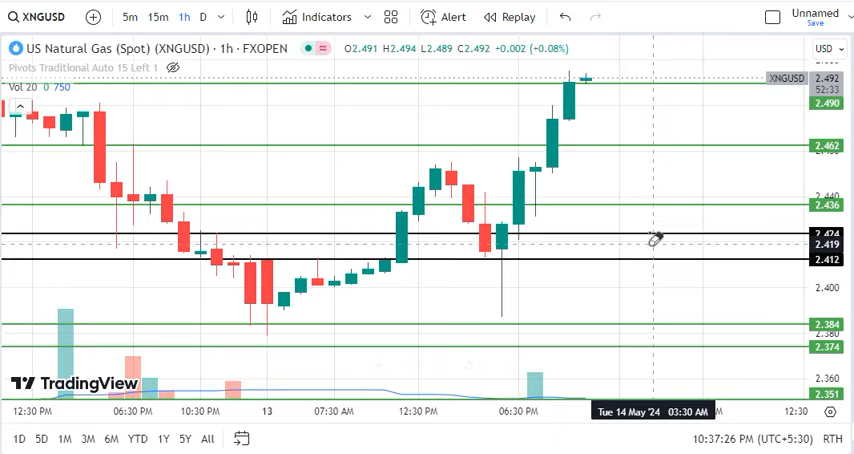 XNGUSD 5m 15m 1h D Indicators Alert Replay Unnamed
Save
US Natural Gas (Spot) (XNGUSD) · 1h · FXOPEN O2.491 H2.494 L2.489 C2.492 +0.002 (+0.08%) USD
Pivots Traditional Auto 15 Left 1
XNGUSD 2.492
52:33
Vol 20 0 750
2.490
2.462
2.440
2.436
2.424
2.419
2.412
2.400
2.384
2.380
2.374
2.360
TradingView
2.351
12:30 PM 06:30 PM 10:30 PM 13 07:30 AM 12:30 PM 06:30 PM Tue 14 May '24 03:30 AM 12:30
1D 5D 1M 3M 6M YTD 1Y 5Y All 10:37:26 PM (UTC+5:30) RTH